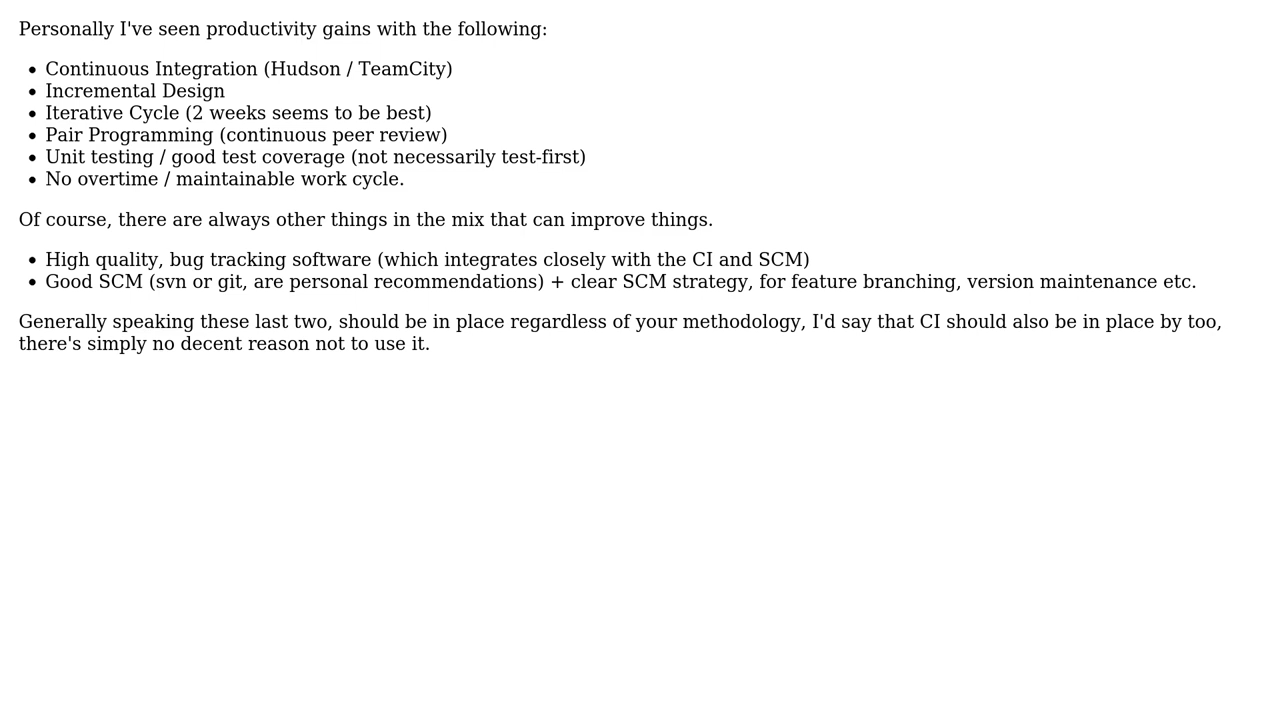 Personally I've seen productivity gains with the following:
• Continuous Integration (Hudson / TeamCity)
• Incremental Design
• Iterative Cycle (2 weeks seems to be best)
• Pair Programming (continuous peer review)
• Unit testing / good test coverage (not necessarily test-first)
• No overtime / maintainable work cycle.
Of course, there are always other things in the mix that can improve things.
• High quality, bug tracking software (which integrates closely with the CI and SCM)
• Good SCM (svn or git, are personal recommendations) + clear SCM strategy, for feature branching, version maintenance etc.
Generally speaking these last two, should be in place regardless of your methodology, I'd say that CI should also be in place by too,
there's simply no decent reason not to use it.